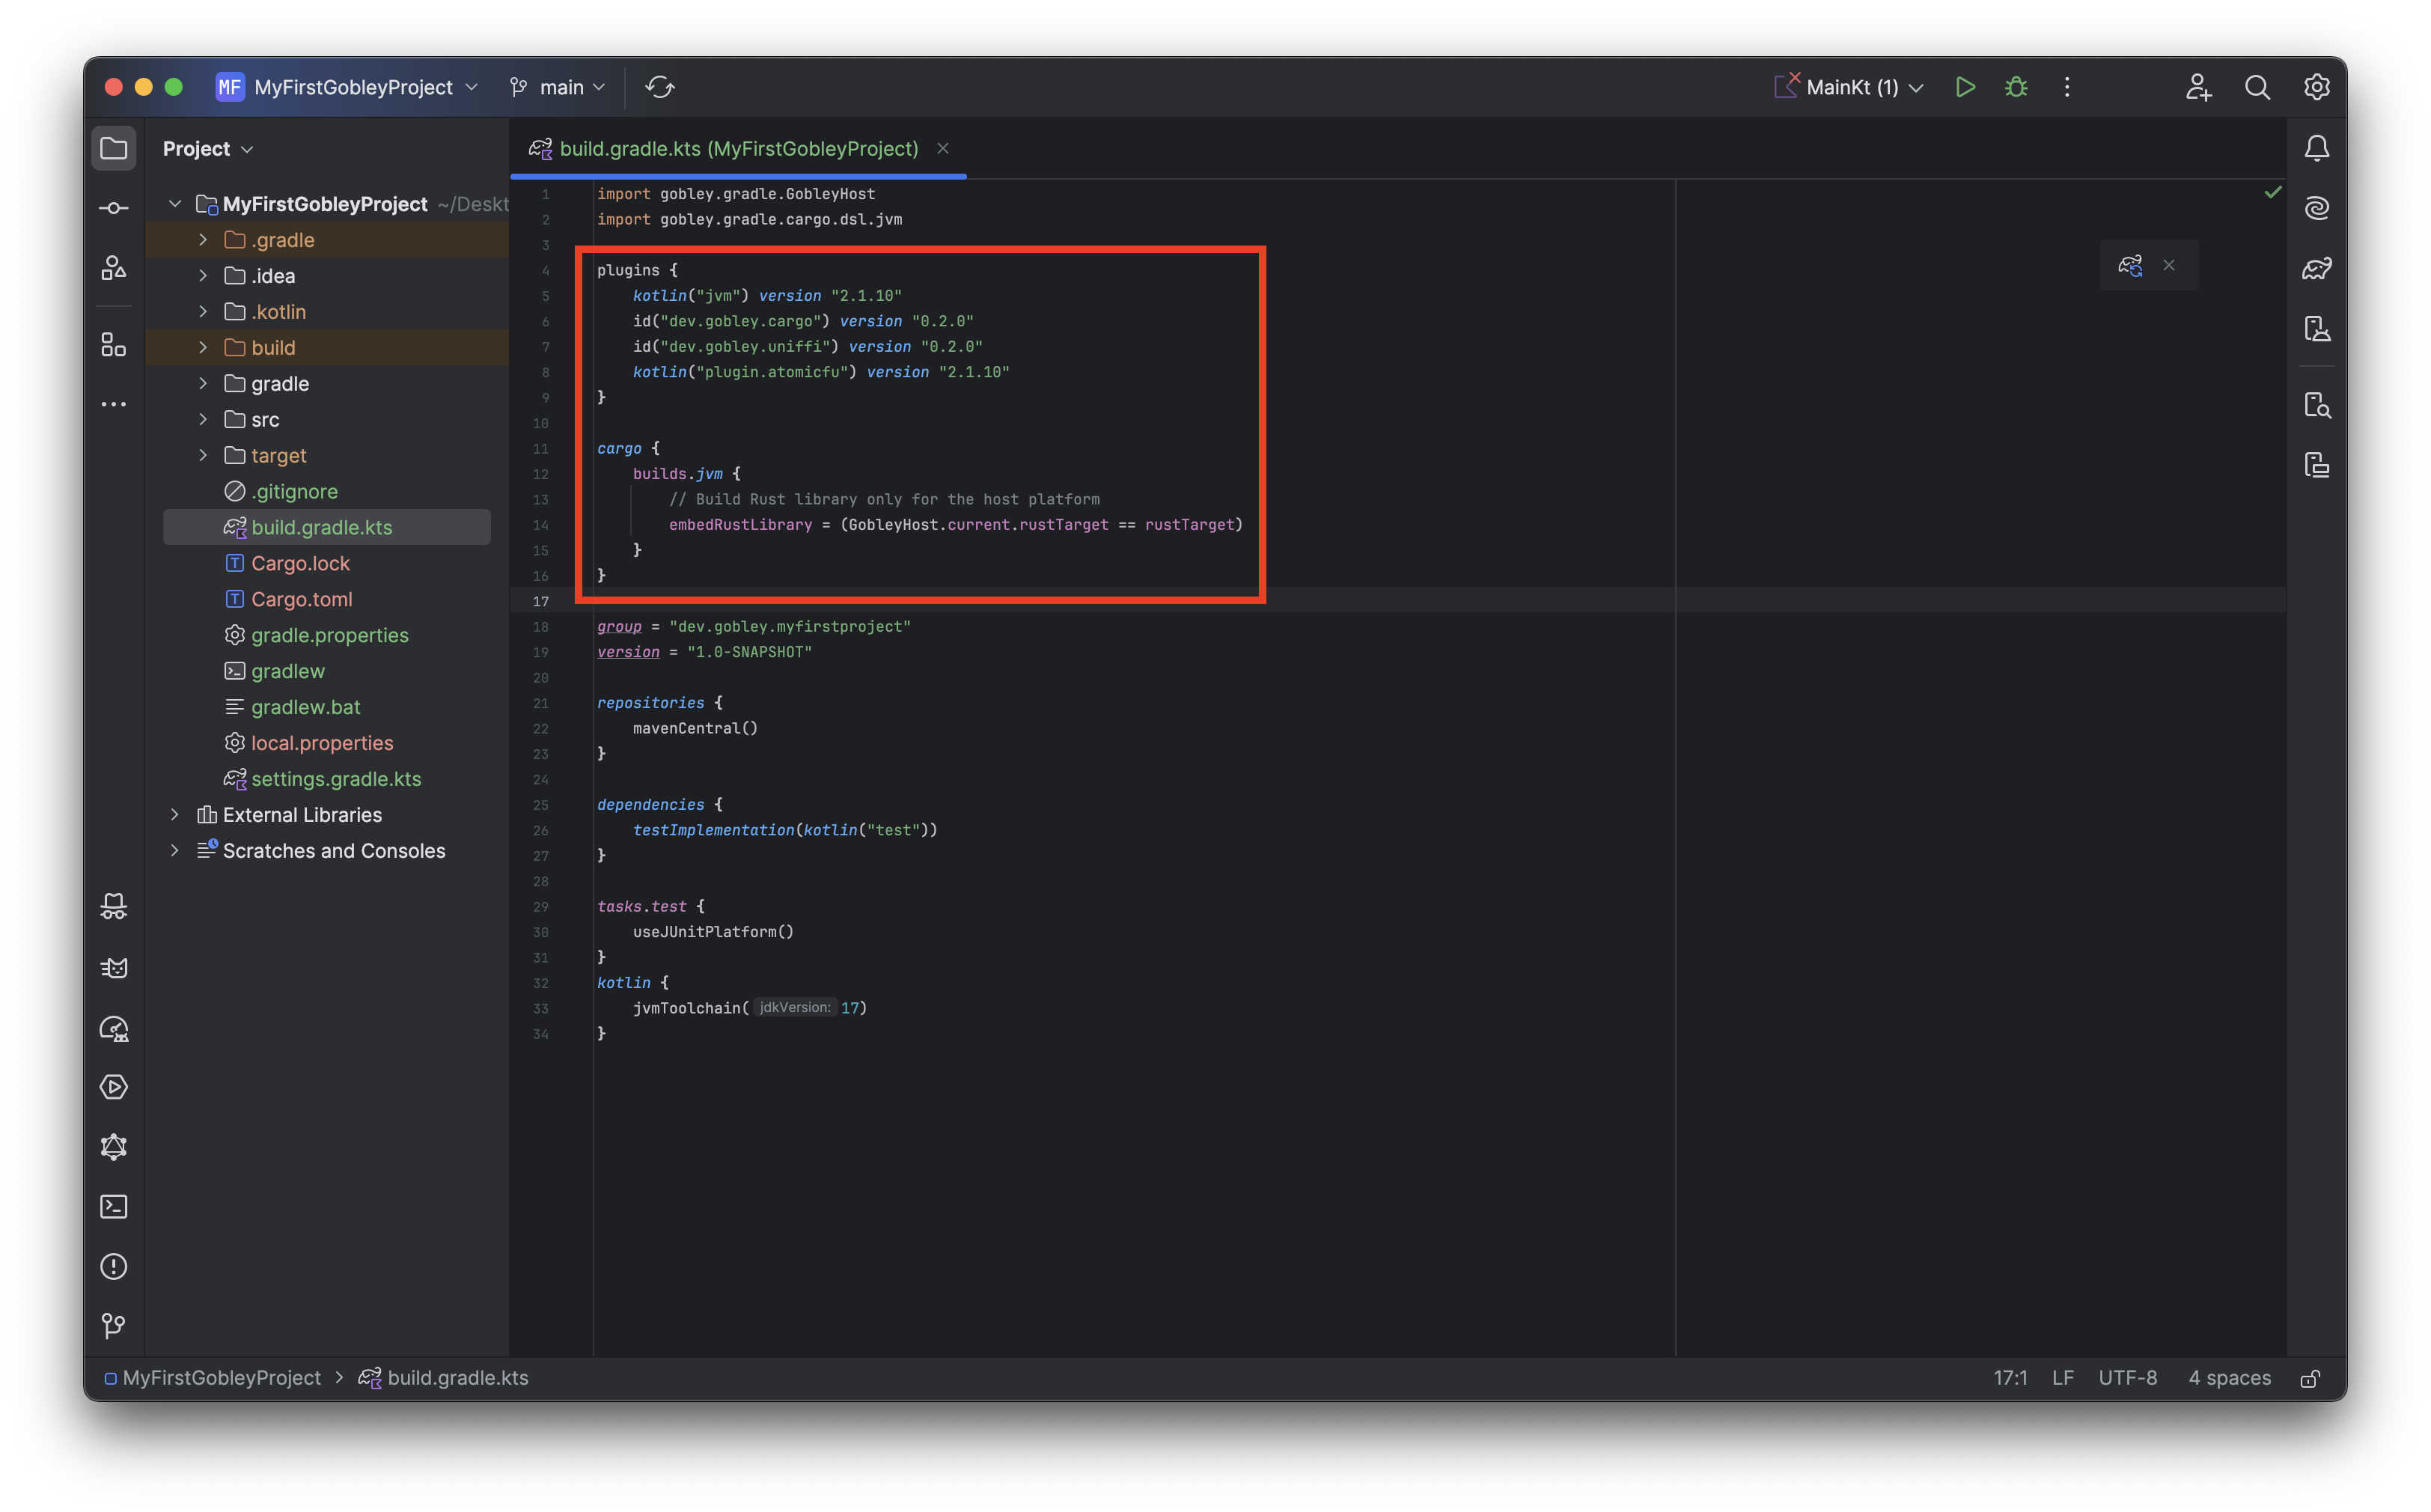 MF MyFirstGobleyProject main MainKt (1)
Project
build.gradle.kts (MyFirstGobleyProject)
MyFirstGobleyProject ~/Deskt
.gradle
.idea
.kotlin
build
gradle
src
target
.gitignore
build.gradle.kts
T Cargo.lock
T Cargo.toml
gradle.properties
gradlew
gradlew.bat
local.properties
settings.gradle.kts
External Libraries
Scratches and Consoles
1 import gobley.gradle.GobleyHost
2 import gobley.gradle.cargo.dsl.jvm
3
4 plugins {
5 kotlin("jvm") version "2.1.10"
6 id("dev.gobley.cargo") version "0.2.0"
7 id("dev.gobley.uniffi") version "0.2.0"
8 kotlin("plugin.atomicfu") version "2.1.10"
9 }
10
11 cargo {
12 builds.jvm {
13 // Build Rust library only for the host platform
14 embedRustLibrary = (GobleyHost.current.rustTarget == rustTarget)
15 }
16 }
17
18 group = "dev.gobley.myfirstproject"
19 version = "1.0-SNAPSHOT"
20
21 repositories {
22 mavenCentral()
23 }
24
25 dependencies {
26 testImplementation(kotlin("test"))
27 }
28
29 tasks.test {
30 useJUnitPlatform()
31 }
32 kotlin {
33 jvmToolchain( jdkVersion: 17)
34 }
MyFirstGobleyProject > build.gradle.kts
17:1 LF UTF-8 4 spaces